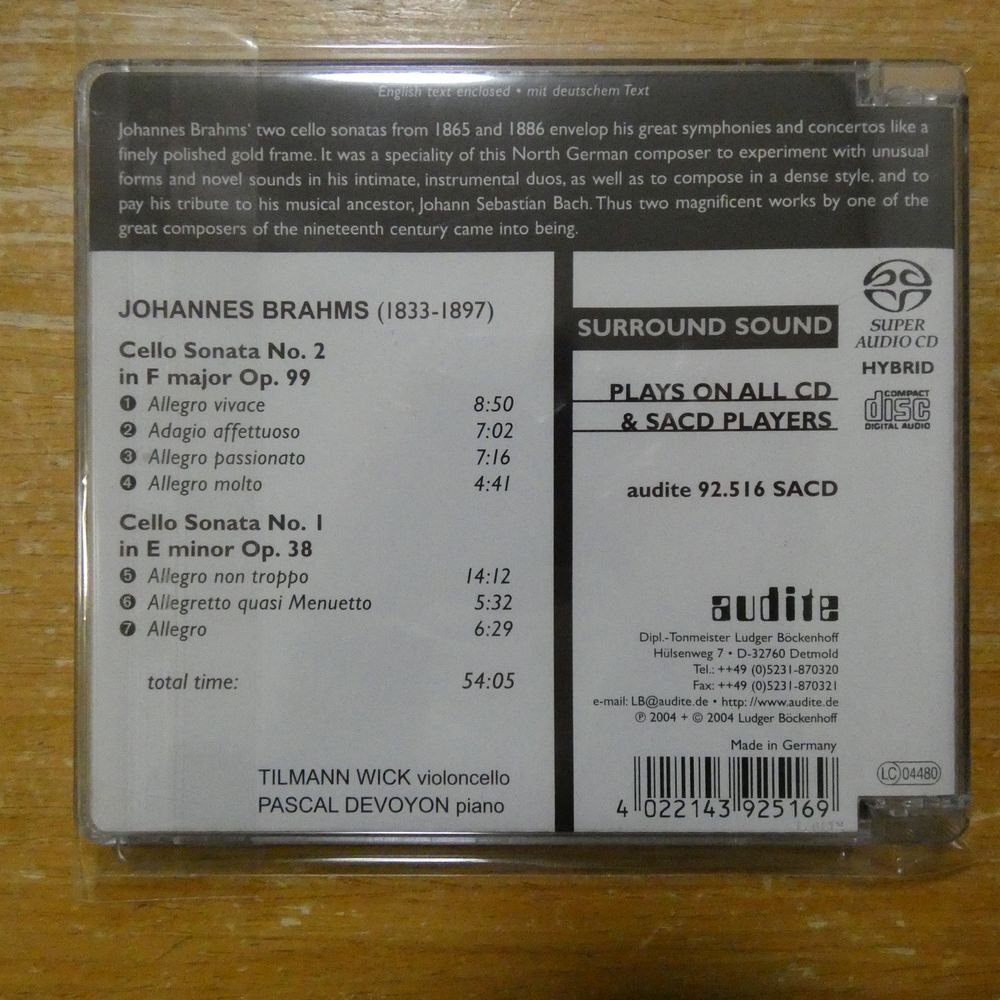 English text enclosed • mit deutschem Text
Johannes Brahms' two cello sonatas from 1865 and 1886 envelop his great symphonies and concertos like a
finely polished gold frame. It was a speciality of this North German composer to experiment with unusual
forms and novel sounds in his intimate, instrumental duos, as well as to compose in a dense style, and to
pay his tribute to his musical ancestor, Johann Sebastian Bach. Thus two magnificent works by one of the
great composers of the nineteenth century came into being.
JOHANNES BRAHMS (1833-1897)
Cello Sonata No. 2
in F major Op. 99
1 Allegro vivace 8:50
2 Adagio affettuoso 7:02
3 Allegro passionato 7:16
4 Allegro molto 4:41
Cello Sonata No. 1
in E minor Op. 38
5 Allegro non troppo 14:12
6 Allegretto quasi Menuetto 5:32
7 Allegro 6:29
total time: 54:05
TILMANN WICK violoncello
PASCAL DEVOYON piano
SURROUND SOUND
PLAYS ON ALL CD
& SACD PLAYERS
audite 92.516 SACD
SUPER
AUDIO CD
HYBRID
COMPACT
disc
DIGITAL AUDIO
audite
Dipl.-Tonmeister Ludger Böckenhoff
Hülsenweg 7 • D-32760 Detmold
Tel.: ++49 (0)5231-870320
Fax: ++49 (0)5231-870321
e-mail: LB@audite.de • http://www.audite.de
℗ 2004 + © 2004 Ludger Böckenhoff
Made in Germany
4 022143 925169
LC 04480